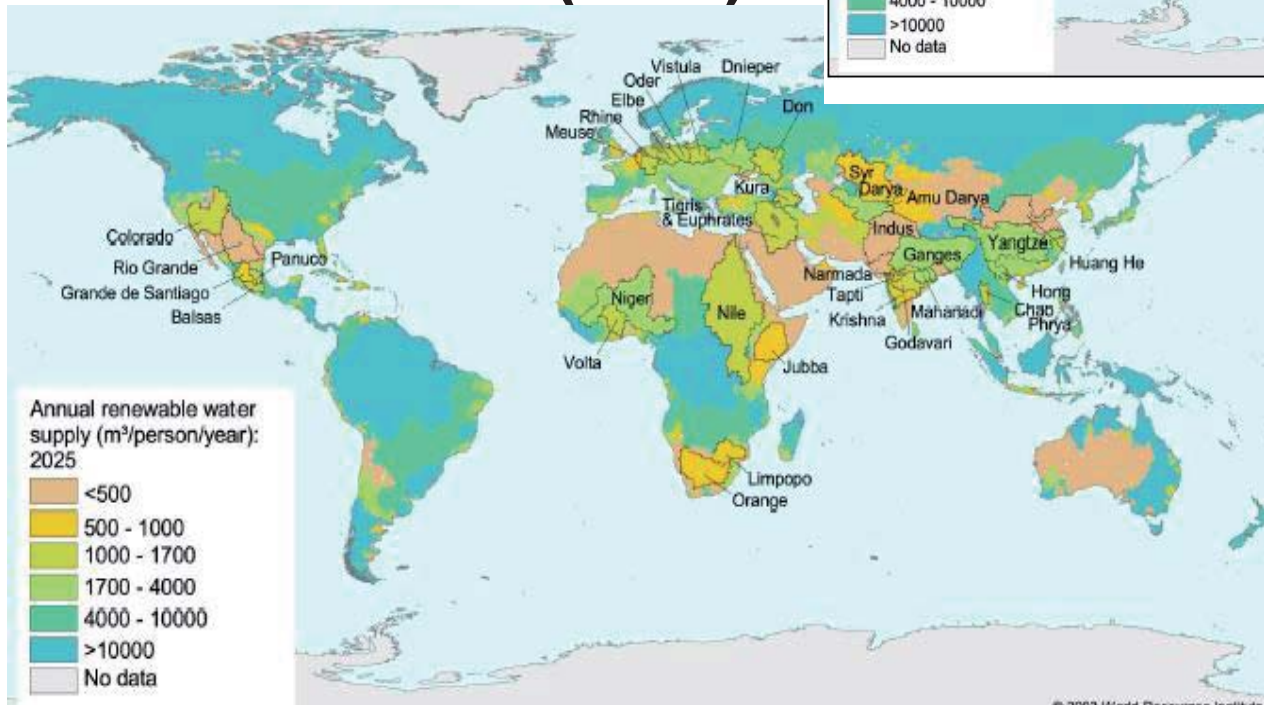 4000 - 10000
>10000
No data
Vistula
Dnieper
Oder
Elbe
Rhine
Meuse
Don
Kura
Tigris
& Euphrates
Syr
Darya
Amu Darya
Indus
Ganges
Yangtze
Huang He
Narmada
Tapti
Krishna
Mahanadi
Godavari
Hong
Chao
Phrya
Colorado
Rio Grande
Panuco
Grande de Santiago
Balsas
Niger
Nile
Volta
Jubba
Limpopo
Orange
Annual renewable water
supply (m³/person/year):
2025
<500
500 - 1000
1000 - 1700
1700 - 4000
4000 - 10000
>10000
No data